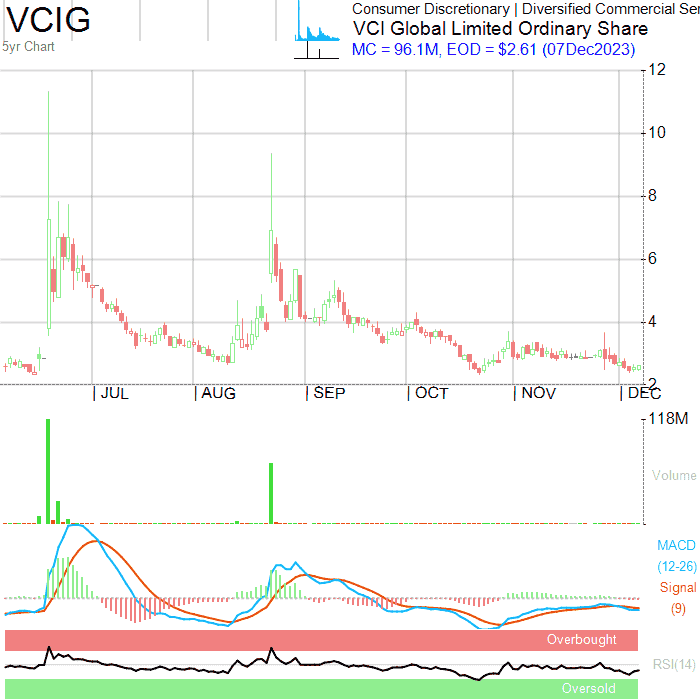 VCIG
5yr Chart
Consumer Discretionary | Diversified Commercial Ser
VCI Global Limited Ordinary Share
MC = 96.1M, EOD = $2.61 (07Dec2023)
12
10
8
6
4
2
JUL AUG SEP OCT NOV DEC
118M
Volume
MACD
(12-26)
Signal
(9)
Overbought
RSI(14)
Oversold